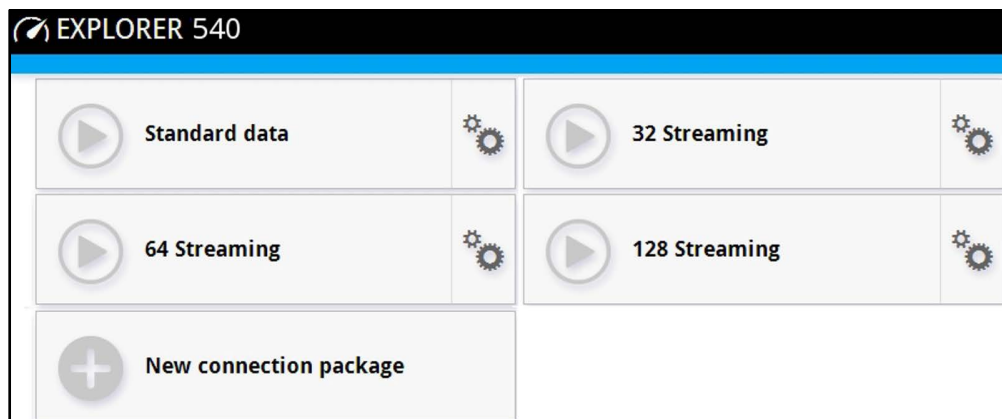 EXPLORER 540
Standard data
32 Streaming
64 Streaming
128 Streaming
New connection package